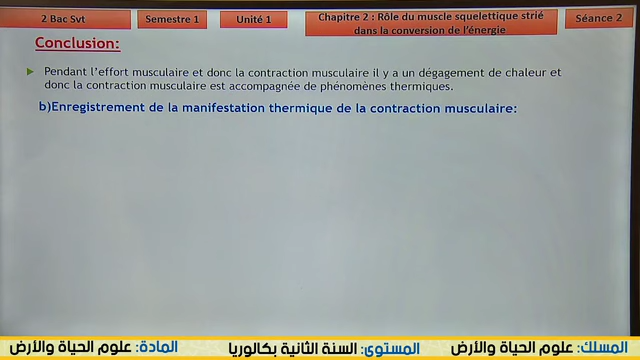 2 Bac Svt
Semestre 1
Unité 1
Chapitre 2 : Rôle du muscle squelettique strié
dans la conversion de l'énergie
Séance 2
Conclusion:
Pendant l'effort musculaire et donc la contraction musculaire il y a un dégagement de chaleur et
donc la contraction musculaire est accompagnée de phénomènes thermiques.
b)Enregistrement de la manifestation thermique de la contraction musculaire:
المسلك: علوم الحياة والأرض
المستوى: السنة الثانية بكالوريا
المادة: علوم الحياة والأرض